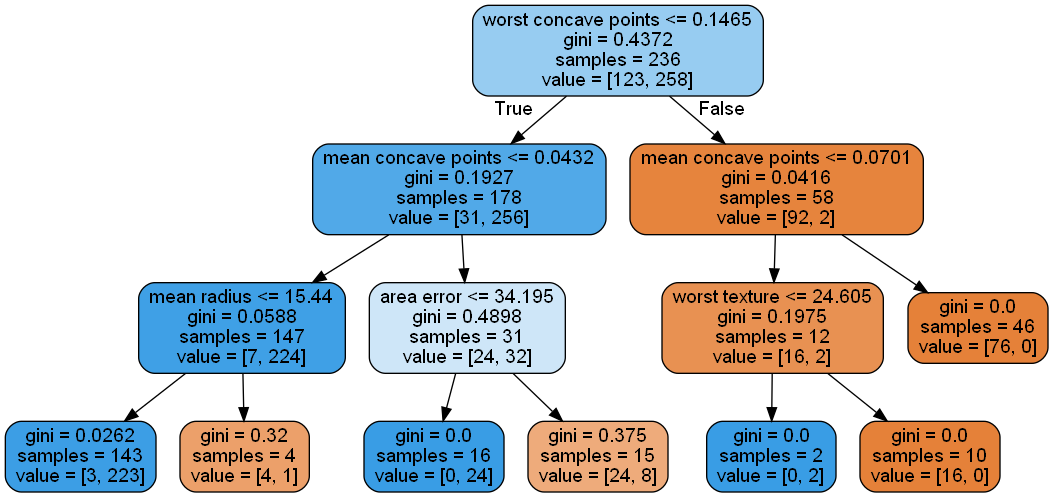 worst concave points <= 0.1465
gini = 0.4372
samples = 236
value = [123, 258]
True
False
mean concave points <= 0.0432
gini = 0.1927
samples = 178
value = [31, 256]
mean concave points <= 0.0701
gini = 0.0416
samples = 58
value = [92, 2]
mean radius <= 15.44
gini = 0.0588
samples = 147
value = [7, 224]
area error <= 34.195
gini = 0.4898
samples = 31
value = [24, 32]
worst texture <= 24.605
gini = 0.1975
samples = 12
value = [16, 2]
gini = 0.0
samples = 46
value = [76, 0]
gini = 0.0262
samples = 143
value = [3, 223]
gini = 0.32
samples = 4
value = [4, 1]
gini = 0.0
samples = 16
value = [0, 24]
gini = 0.375
samples = 15
value = [24, 8]
gini = 0.0
samples = 2
value = [0, 2]
gini = 0.0
samples = 10
value = [16, 0]